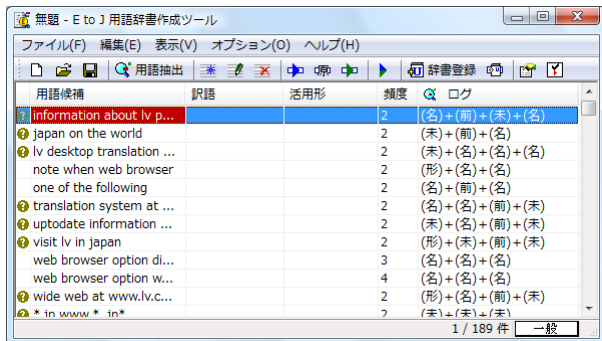 無題 - E to J 用語辞書作成ツール
ファイル(F) 編集(E) 表示(V) オプション(O) ヘルプ(H)
用語抽出 辞書登録
用語候補 訳語 活用形 頻度 ログ
information about lv p... 2 (名)+(前)+(未)+(名)
japan on the world 2 (未)+(前)+(名)
lv desktop translation ... 2 (未)+(名)+(名)+(名)
note when web browser 2 (形)+(名)+(名)
one of the following 2 (名)+(前)+(名)
translation system at ... 2 (名)+(名)+(前)+(未)
uptodate information ... 2 (未)+(名)+(前)+(未)
visit lv in japan 2 (形)+(未)+(前)+(未)
web browser option di... 3 (名)+(名)+(名)
web browser option w... 4 (名)+(名)+(名)
wide web at www.lv.c... 2 (形)+(名)+(前)+(未)
* in www.*.jp* 2 (未)+(未)+(未)
1 / 189 件 一般